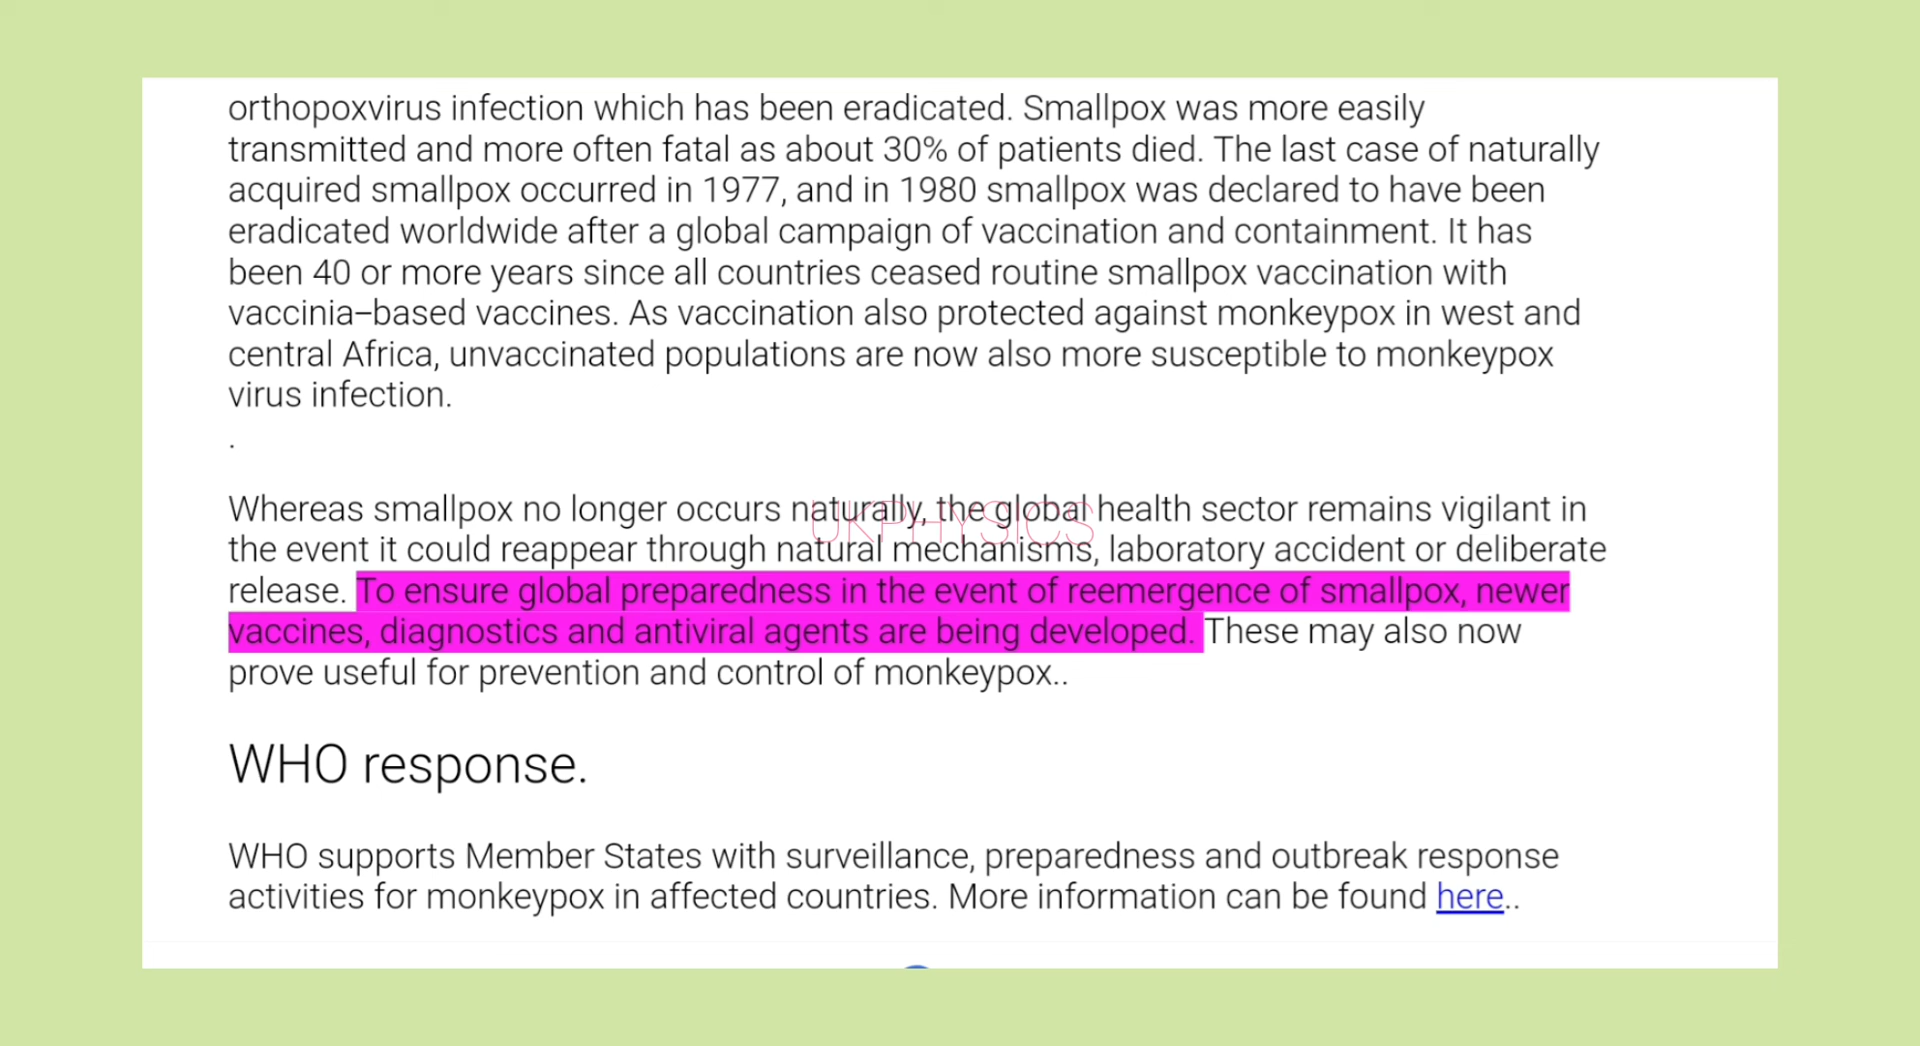 orthopoxvirus infection which has been eradicated. Smallpox was more easily
transmitted and more often fatal as about 30% of patients died. The last case of naturally
acquired smallpox occurred in 1977, and in 1980 smallpox was declared to have been
eradicated worldwide after a global campaign of vaccination and containment. It has
been 40 or more years since all countries ceased routine smallpox vaccination with
vaccinia–based vaccines. As vaccination also protected against monkeypox in west and
central Africa, unvaccinated populations are now also more susceptible to monkeypox
virus infection.
.
Whereas smallpox no longer occurs naturally, the global health sector remains vigilant in
UKPHYSICS
the event it could reappear through natural mechanisms, laboratory accident or deliberate
release. To ensure global preparedness in the event of reemergence of smallpox, newer
vaccines, diagnostics and antiviral agents are being developed. These may also now
prove useful for prevention and control of monkeypox..
WHO response.
WHO supports Member States with surveillance, preparedness and outbreak response
activities for monkeypox in affected countries. More information can be found here..